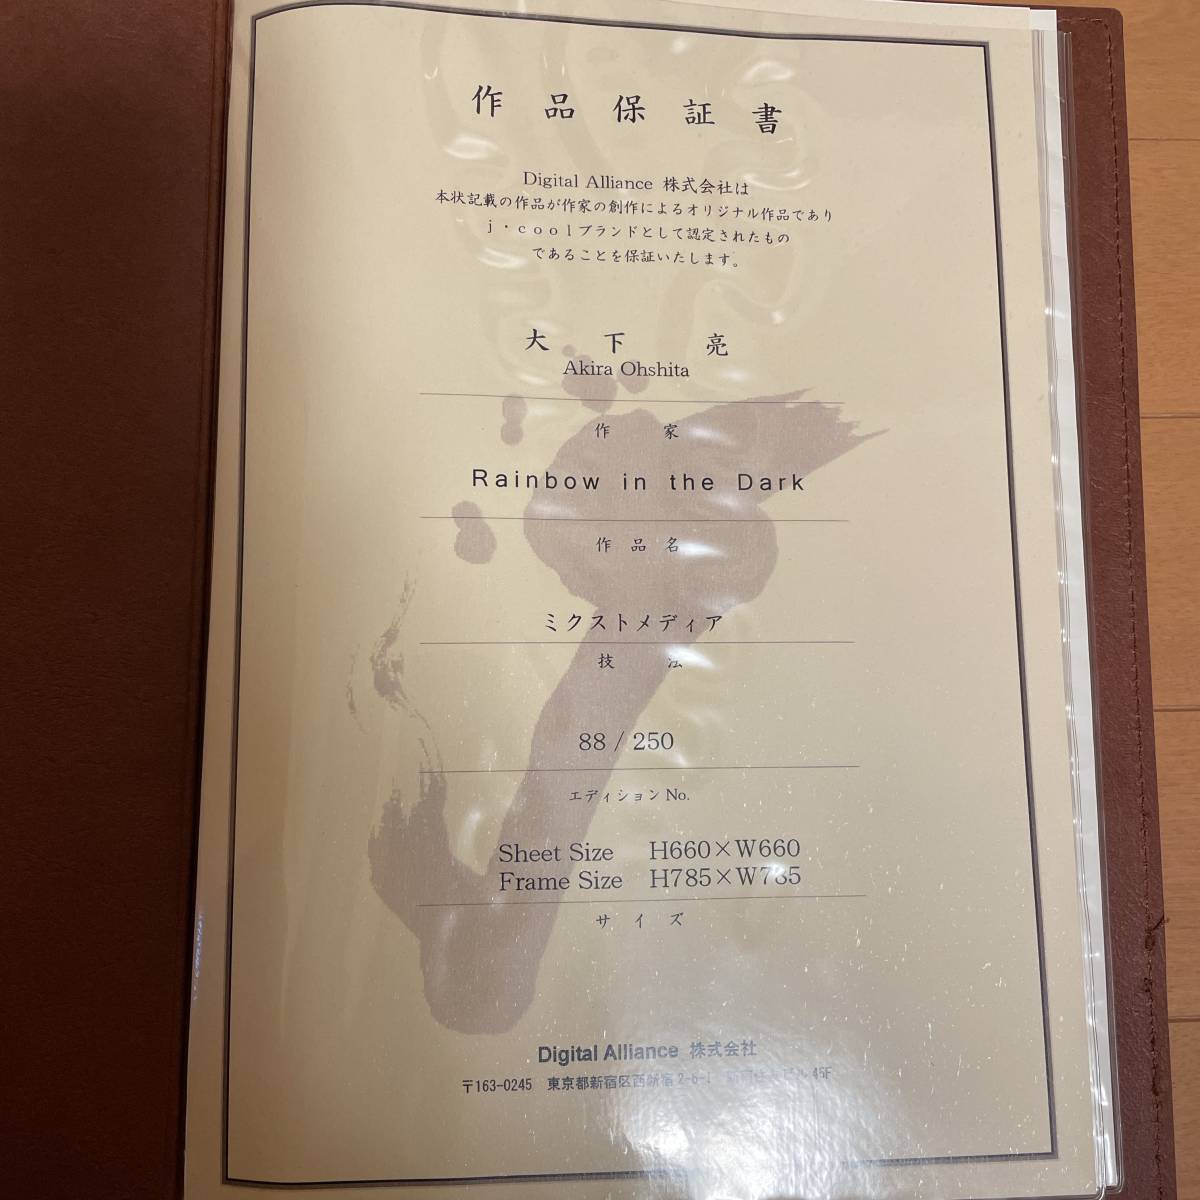 作品保証書
Digital Alliance 株式会社は
本状記載の作品が作家の創作によるオリジナル作品であり
j・coolブランドとして認定されたもの
であることを保証いたします。
大下亮
Akira Ohshita
作家
Rainbow in the Dark
作品名
ミクストメディア
技法
88 / 250
エディションNo.
Sheet Size H660×W660
Frame Size H785×W785
サイズ
Digital Alliance 株式会社
〒163-0245 東京都新宿区西新宿2-6-1 45F